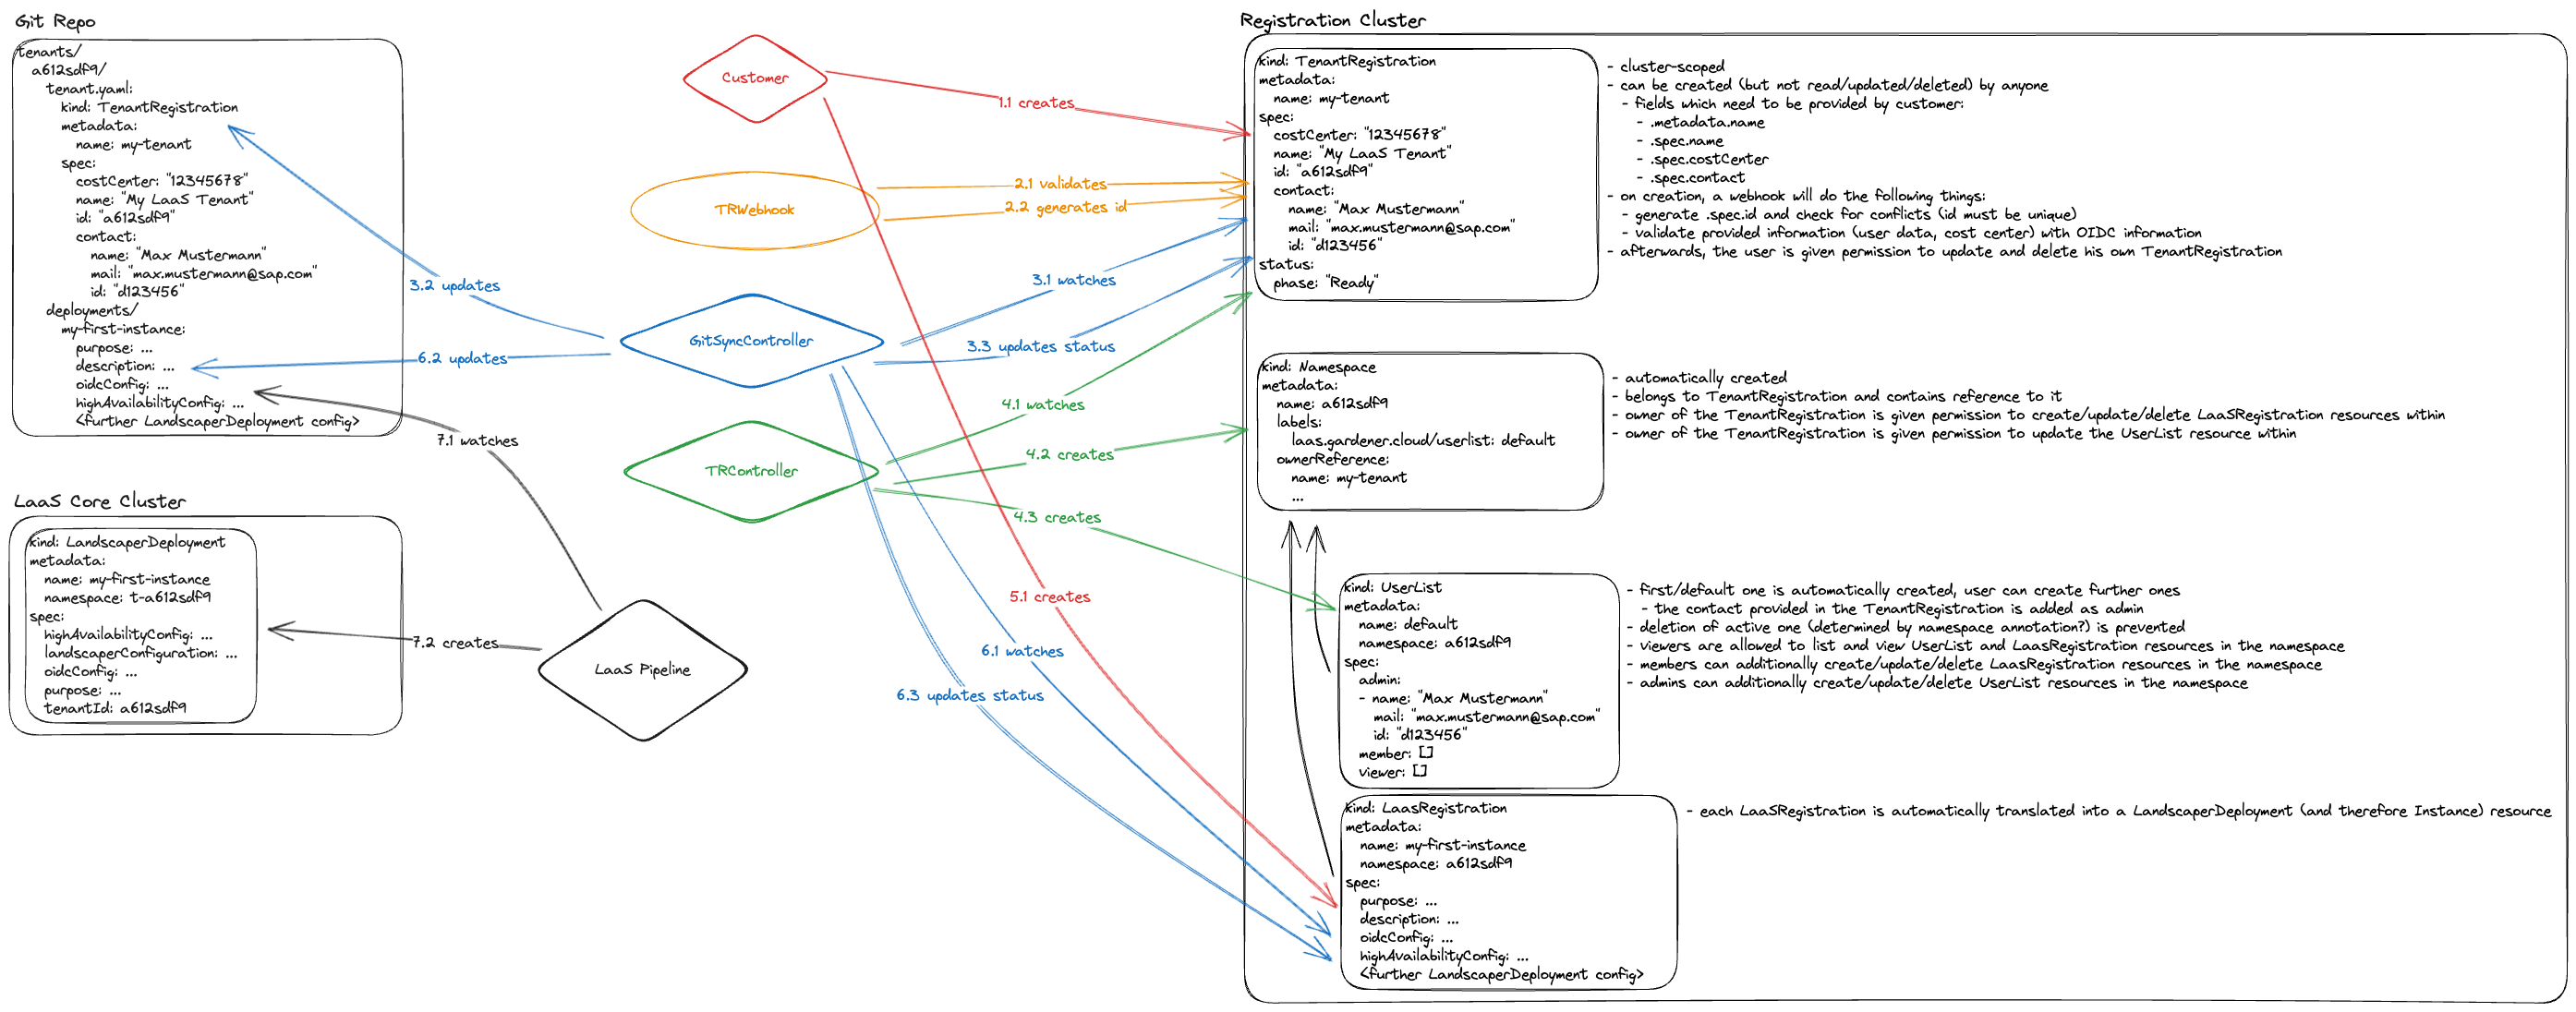 Git Repo
tenants/
a612sdf9/
tenant.yaml:
kind: TenantRegistration
metadata:
name: my-tenant
spec:
costCenter: "12345678"
name: "My LaaS Tenant"
id: "a612sdf9"
contact:
name: "Max Mustermann"
mail: "max.mustermann@sap.com"
id: "d123456"
deployments/
my-first-instance:
purpose: ...
description: ...
oidcConfig: ...
highAvailabilityConfig: ...
<further LandscaperDeployment config>
LaaS Core Cluster
kind: LandscaperDeployment
metadata:
name: my-first-instance
namespace: t-a612sdf9
spec:
highAvailabilityConfig: ...
landscaperConfiguration: ...
oidcConfig: ...
purpose: ...
tenantId: a612sdf9
Customer
TRWebhook
GitSyncController
TRController
LaaS Pipeline
1.1 creates
2.1 validates
2.2 generates id
3.1 watches
3.2 updates
3.3 updates status
6.2 updates
4.1 watches
7.1 watches
4.2 creates
4.3 creates
5.1 creates
7.2 creates
6.1 watches
6.3 updates status
Registration Cluster
kind: TenantRegistration
metadata:
name: my-tenant
spec:
costCenter: "12345678"
name: "My LaaS Tenant"
id: "a612sdf9"
contact:
name: "Max Mustermann"
mail: "max.mustermann@sap.com"
id: "d123456"
status:
phase: "Ready"
- cluster-scoped
- can be created (but not read/updated/deleted) by anyone
- fields which need to be provided by customer:
- .metadata.name
- .spec.name
- .spec.costCenter
- .spec.contact
- on creation, a webhook will do the following things:
- generate .spec.id and check for conflicts (id must be unique)
- validate provided information (user data, cost center) with OIDC information
- afterwards, the user is given permission to update and delete his own TenantRegistration
kind: Namespace
metadata:
name: a612sdf9
labels:
laas.gardener.cloud/userlist: default
ownerReference:
name: my-tenant
...
- automatically created
- belongs to TenantRegistration and contains reference to it
- owner of the TenantRegistration is given permission to create/update/delete LaaSRegistration resources within
- owner of the TenantRegistration is given permission to update the UserList resource within
kind: UserList
metadata:
name: default
namespace: a612sdf9
spec:
admin:
- name: "Max Mustermann"
mail: "max.mustermann@sap.com"
id: "d123456"
member: []
viewer: []
- first/default one is automatically created, user can create further ones
- the contact provided in the TenantRegistration is added as admin
- deletion of active one (determined by namespace annotation?) is prevented
- viewers are allowed to list and view UserList and LaasRegistration resources in the namespace
- members can additionally create/update/delete LaasRegistration resources in the namespace
- admins can additionally create/update/delete UserList resources in the namespace
kind: LaasRegistration
metadata:
name: my-first-instance
namespace: a612sdf9
spec:
purpose: ...
description: ...
oidcConfig: ...
highAvailabilityConfig: ...
<further LandscaperDeployment config>
- each LaaSRegistration is automatically translated into a LandscaperDeployment (and therefore Instance) resource